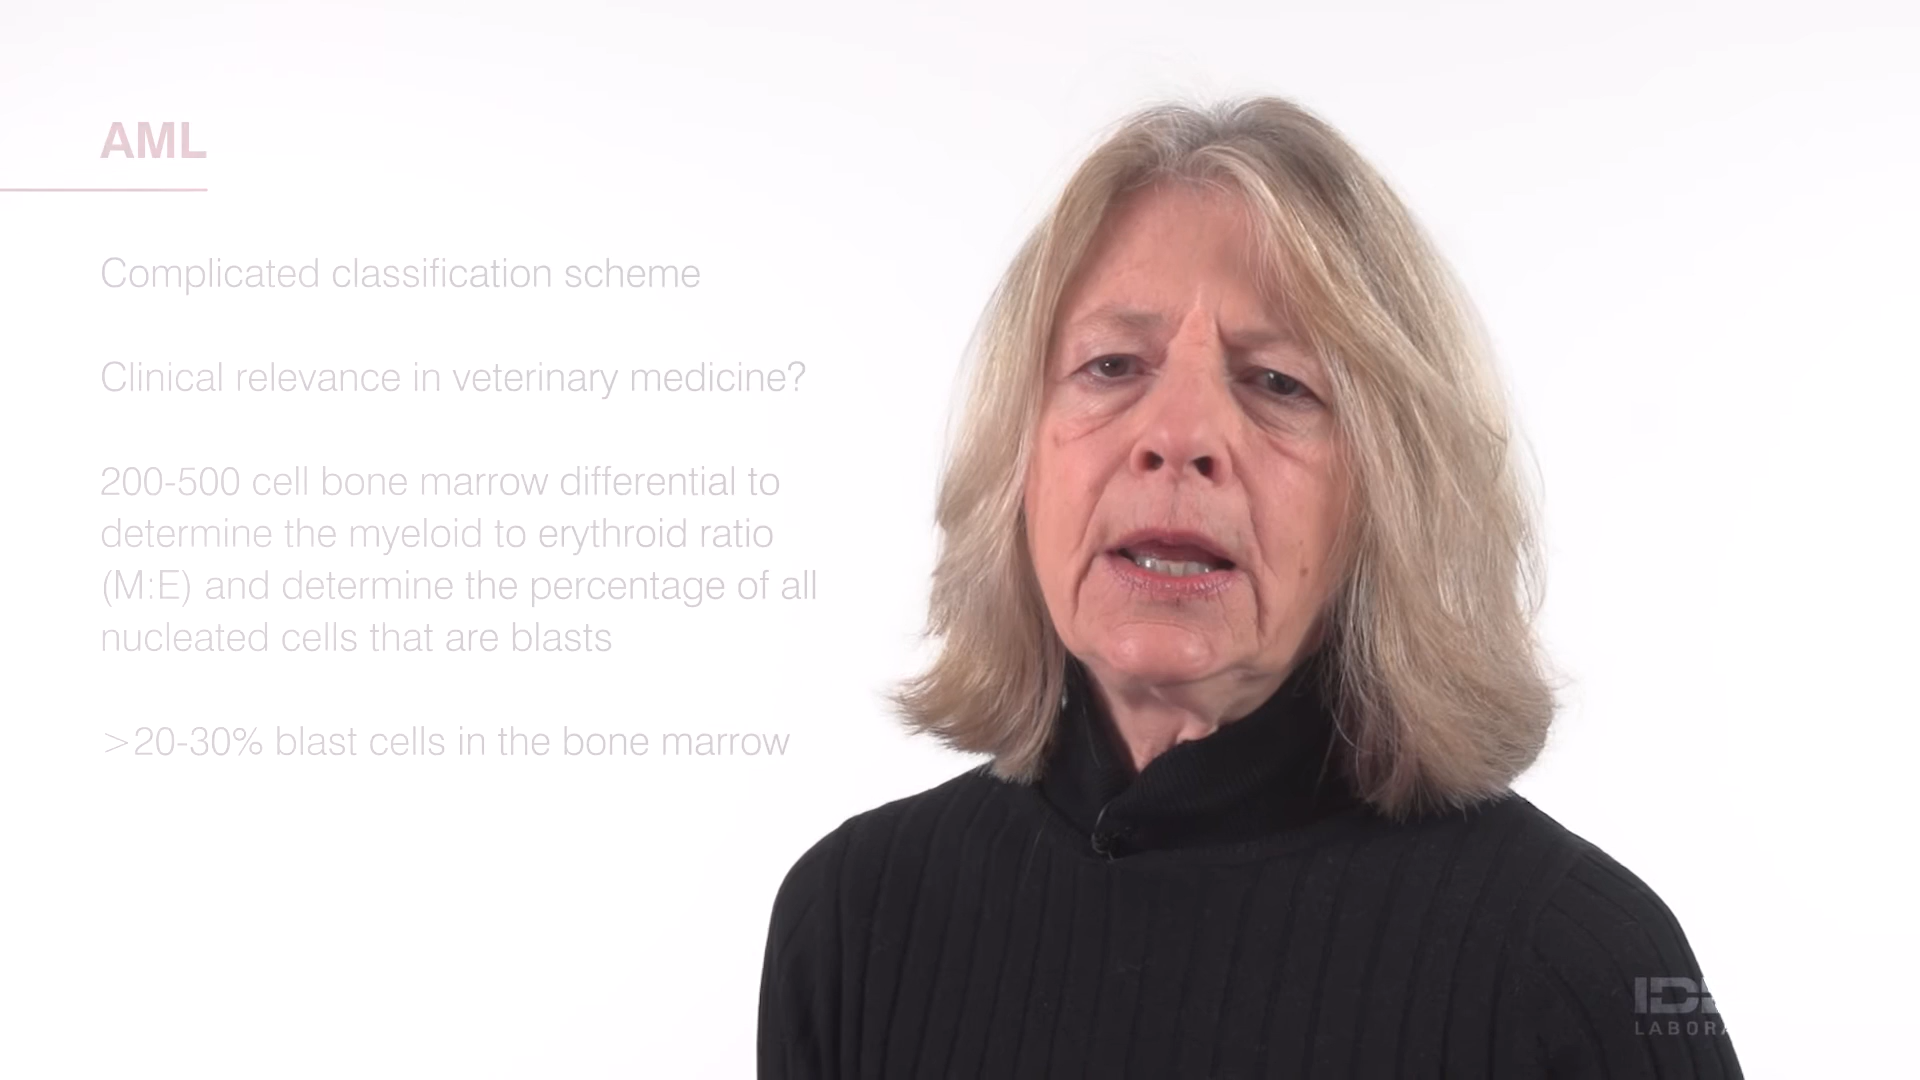 AML
Complicated classification scheme
Clinical relevance in veterinary medicine?
200-500 cell bone marrow differential to
determine the myeloid to erythroid ratio
(M:E) and determine the percentage of all
nucleated cells that are blasts
>20-30% blast cells in the bone marrow